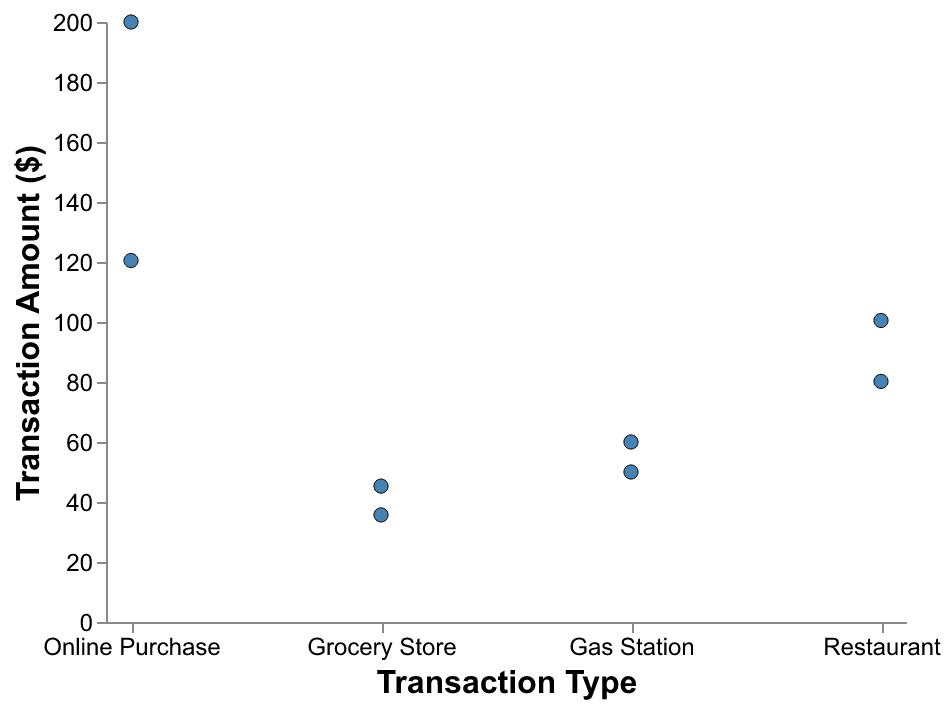 200
180
160
140
120
100
80
60
40
20
0
Transaction Amount ($)
Online Purchase
Grocery Store
Gas Station
Restaurant
Transaction Type